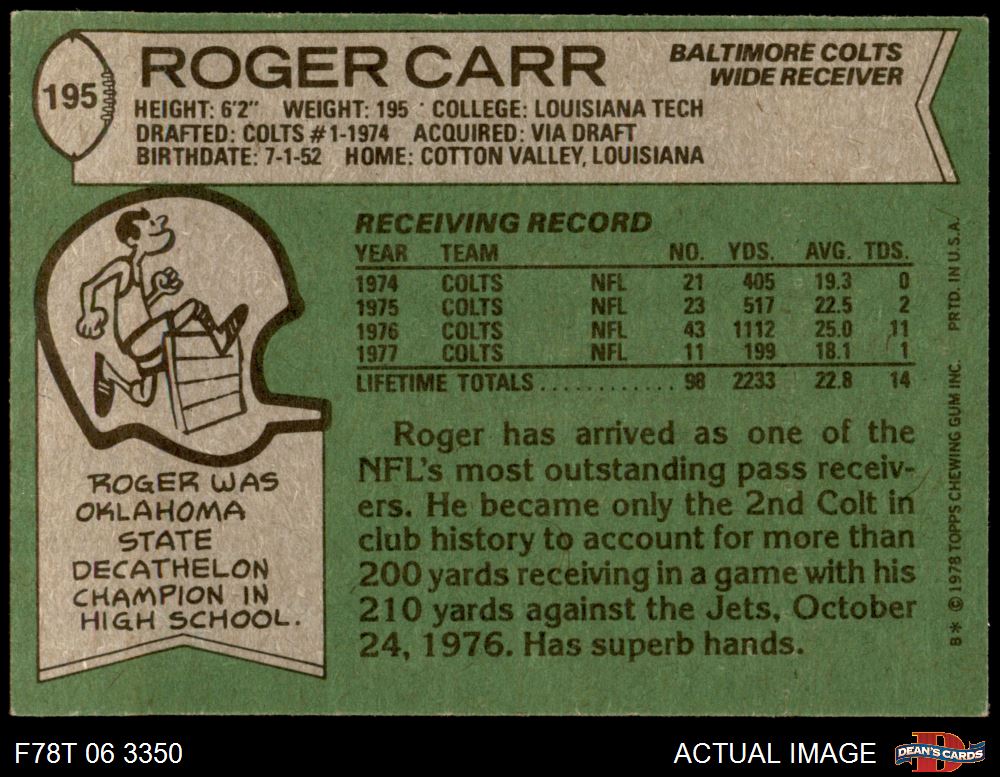 195
ROGER CARR
BALTIMORE COLTS
WIDE RECEIVER
HEIGHT: 6'2" WEIGHT: 195 COLLEGE: LOUISIANA TECH
DRAFTED: COLTS #1-1974 ACQUIRED: VIA DRAFT
BIRTHDATE: 7-1-52 HOME: COTTON VALLEY, LOUISIANA
RECEIVING RECORD
YEAR TEAM NO. YDS. AVG. TDS.
1974 COLTS NFL 21 405 19.3 0
1975 COLTS NFL 23 517 22.5 2
1976 COLTS NFL 43 1112 25.0 11
1977 COLTS NFL 11 199 18.1 1
LIFETIME TOTALS............ 98 2233 22.8 14
Roger has arrived as one of the
NFL's most outstanding pass receiv-
ers. He became only the 2nd Colt in
club history to account for more than
200 yards receiving in a game with his
210 yards against the Jets, October
24, 1976. Has superb hands.
ROGER WAS
OKLAHOMA
STATE
DECATHELON
CHAMPION IN
HIGH SCHOOL.
B* © 1978 TOPPS CHEWING GUM INC. PRTD. IN U.S.A.
F78T 06 3350
ACTUAL IMAGE
D
DEAN'S CARDS